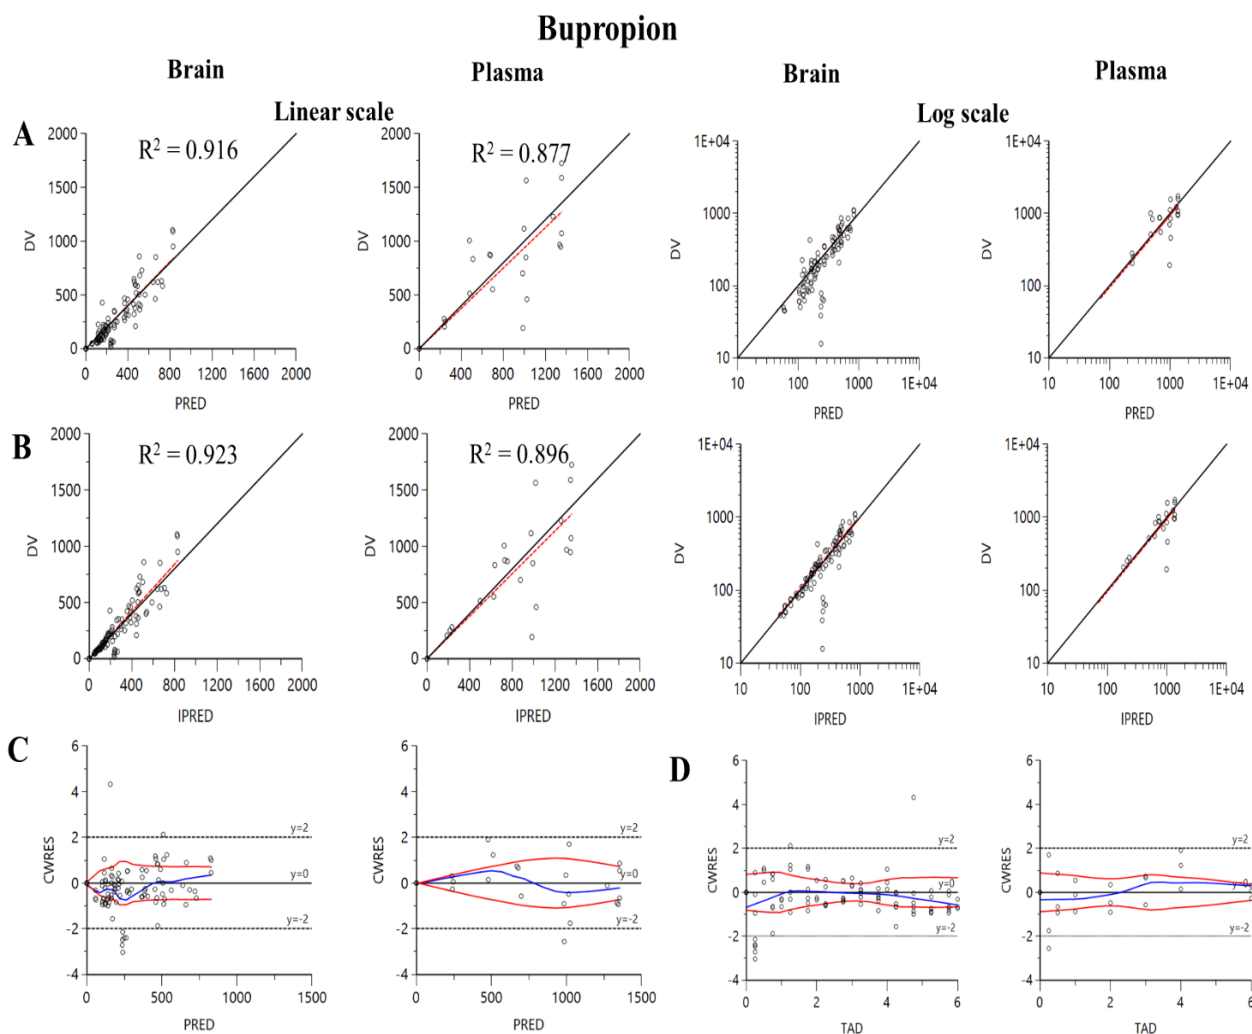 Bupropion
Brain
Plasma
Brain
Plasma
Linear scale
Log scale
A
2000
1500
1000
500
0
DV
R² = 0.916
0 400 800 1200 1600 2000
PRED
2000
1500
1000
500
0
DV
R² = 0.877
0 400 800 1200 1600 2000
PRED
1E+04
1000
100
10
DV
10 100 1000 1E+04
PRED
1E+04
1000
100
10
DV
10 100 1000 1E+04
PRED
B
2000
1500
1000
500
0
DV
R² = 0.923
0 400 800 1200 1600 2000
IPRED
2000
1500
1000
500
0
DV
R² = 0.896
0 400 800 1200 1600 2000
IPRED
1E+04
1000
100
10
DV
10 100 1000 1E+04
IPRED
1E+04
1000
100
10
DV
10 100 1000 1E+04
IPRED
C
6
4
2
0
-2
-4
CWRES
y=2
y=0
y=-2
0 500 1000 1500
PRED
6
4
2
0
-2
-4
CWRES
y=2
y=0
y=-2
0 500 1000 1500
PRED
D
6
4
2
0
-2
-4
CWRES
y=2
y=0
y=-2
0 2 4 6
TAD
6
4
2
0
-2
-4
CWRES
y=2
y=0
y=-2
0 2 4 6
TAD